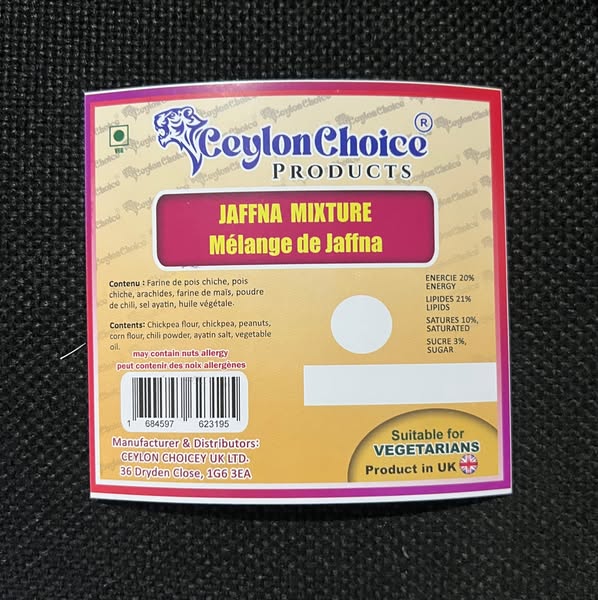 CeylonChoice ®
PRODUCTS
VEG
JAFFNA MIXTURE
Mélange de Jaffna
Contenu : Farine de pois chiche, pois
chiche, arachides, farine de maïs, poudre
de chili, sel ayatin, huile végétale.
Contents: Chickpea flour, chickpea, peanuts,
corn flour, chili powder, ayatin salt, vegetable
oil.
may contain nuts allergy
peut contenir des noix allergènes
1 684597 623195
Manufacturer & Distributors:
CEYLON CHOICEY UK LTD.
36 Dryden Close, 1G6 3EA
ENERCIE 20%
ENERGY
LIPIDES 21%
LIPIDS
SATURES 10%,
SATURATED
SUCRE 3%,
SUGAR
Suitable for
VEGETARIANS
Product in UK